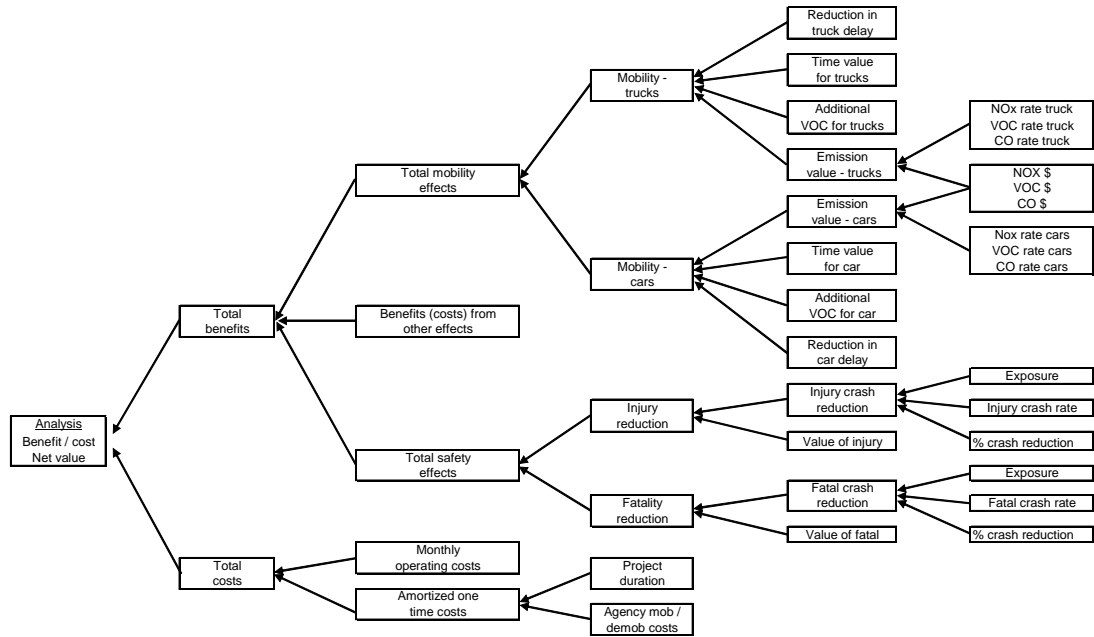 Reduction in
truck delay
Time value
for trucks
Mobility -
trucks
Additional
VOC for trucks
NOx rate truck
VOC rate truck
CO rate truck
Emission
value - trucks
Total mobility
effects
NOX $
VOC $
CO $
Emission
value - cars
Nox rate cars
VOC rate cars
CO rate cars
Time value
for car
Mobility -
cars
Additional
VOC for car
Total
benefits
Benefits (costs) from
other effects
Reduction in
car delay
Exposure
Injury crash
reduction
Injury crash rate
Injury
reduction
Analysis
Benefit / cost
Net value
Value of injury
% crash reduction
Total safety
effects
Exposure
Fatal crash
reduction
Fatal crash rate
Fatality
reduction
Value of fatal
% crash reduction
Monthly
operating costs
Total
costs
Project
duration
Amortized one
time costs
Agency mob /
demob costs